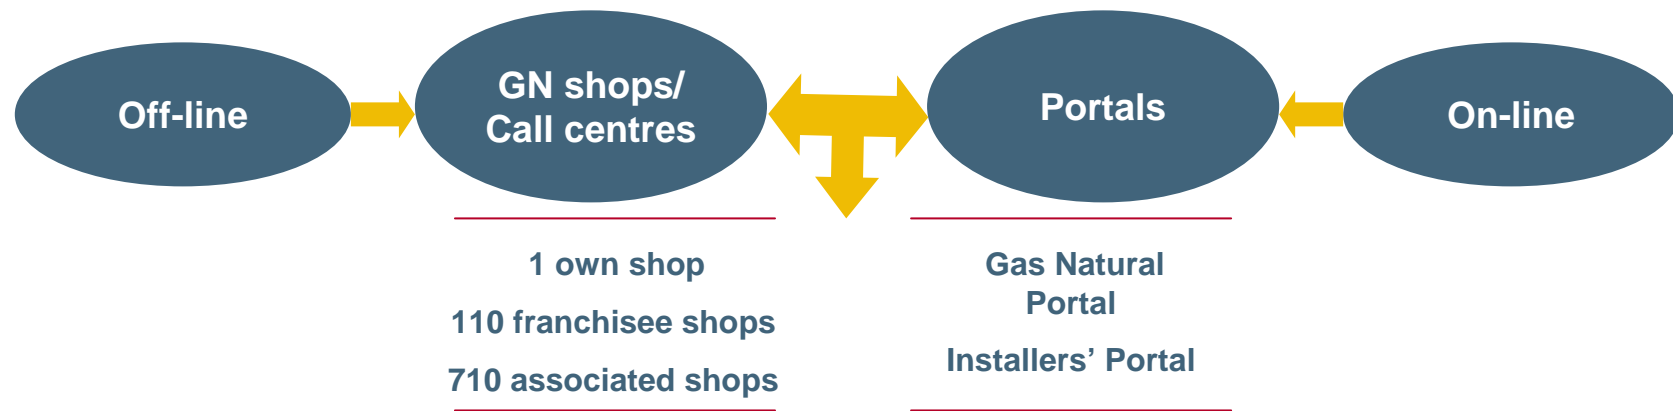 Off-line
GN shops/
Call centres
Portals
On-line
1 own shop
110 franchisee shops
710 associated shops
Gas Natural
Portal
Installers’ Portal